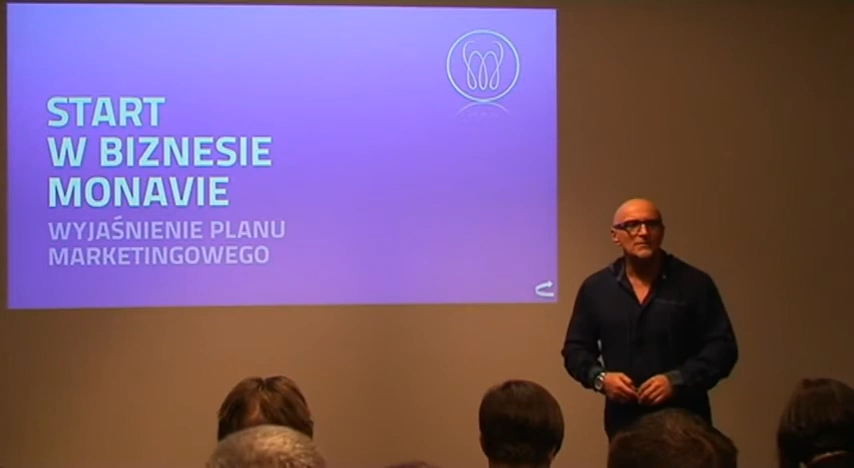 START
W BIZNESIE
MONAVIE
WYJAŚNIENIE PLANU
MARKETINGOWEGO